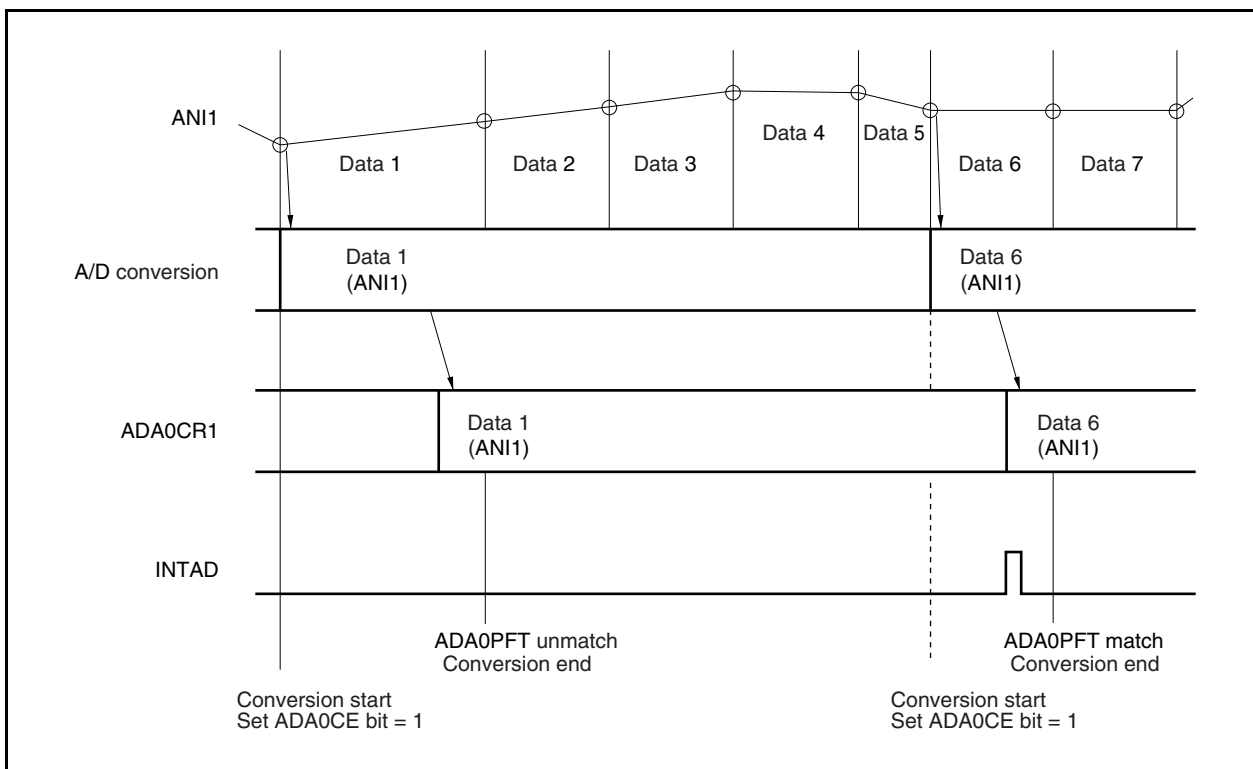 ANI1
Data 1
Data 2
Data 3
Data 4
Data 5
Data 6
Data 7
A/D conversion
Data 1
(ANI1)
Data 6
(ANI1)
ADA0CR1
Data 1
(ANI1)
Data 6
(ANI1)
INTAD
ADA0PFT unmatch
Conversion end
ADA0PFT match
Conversion end
Conversion start
Set ADA0CE bit = 1
Conversion start
Set ADA0CE bit = 1